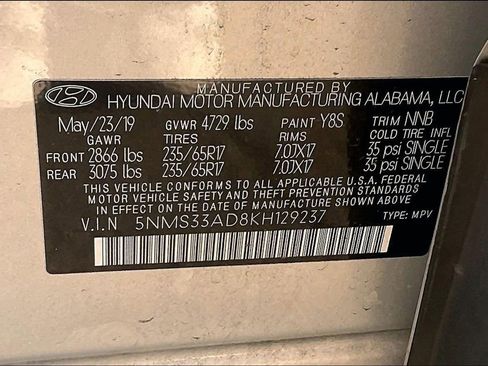 MANUFACTURED BY
HYUNDAI MOTOR MANUFACTURING ALABAMA, LLC
May/23/19 GVWR 4729 lbs PAINT Y8S TRIM NNB
GAWR TIRES RIMS COLD TIRE INFL
FRONT 2866 lbs 235/65R17 7.0JX17 35 psi SINGLE
REAR 3075 lbs 235/65R17 7.0JX17 35 psi SINGLE
THIS VEHICLE CONFORMS TO ALL APPLICABLE U.S.A FEDERAL
MOTOR VEHICLE SAFETY AND THEFT PREVENTION STANDARDS
IN EFFECT ON THE DATE OF MANUFACTURE SHOWN ABOVE
V.I.N 5NMS33AD8KH129237 TYPE: MPV